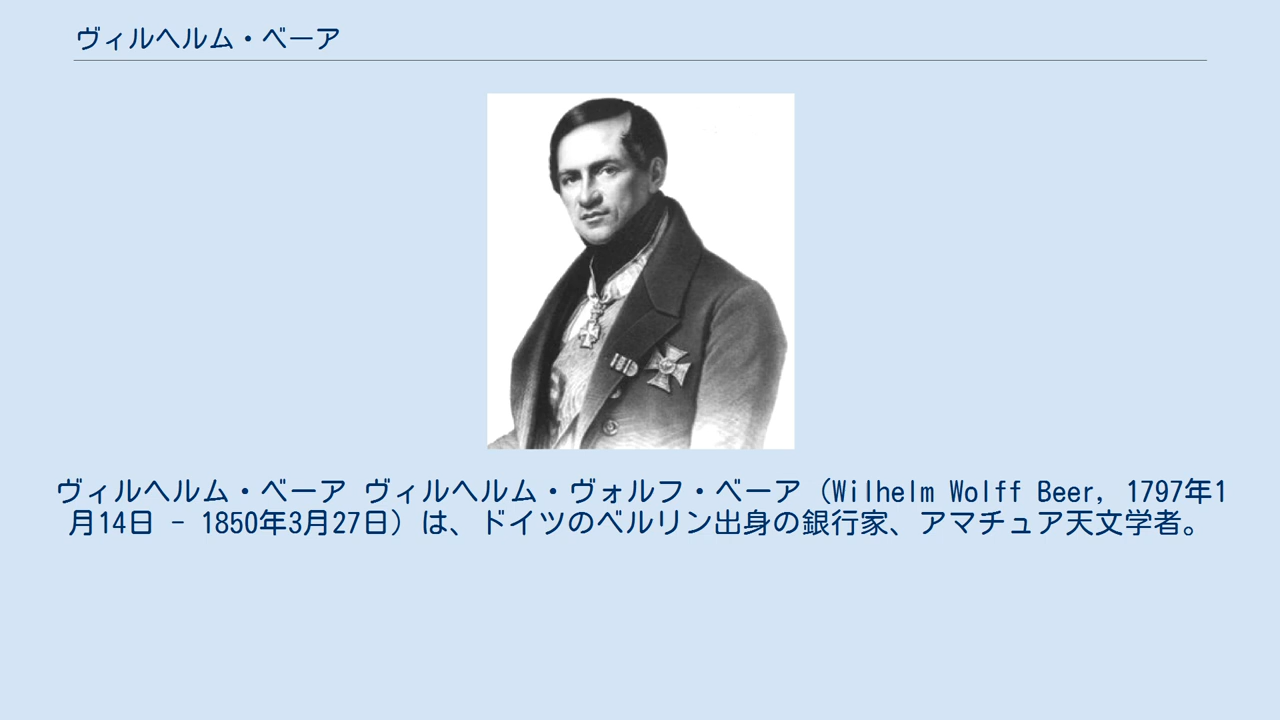 ヴィルヘルム・ベーア
ヴィルヘルム・ベーア ヴィルヘルム・ヴォルフ・ベーア（Wilhelm Wolff Beer, 1797年1
月14日 - 1850年3月27日）は、ドイツのベルリン出身の銀行家、アマチュア天文学者。